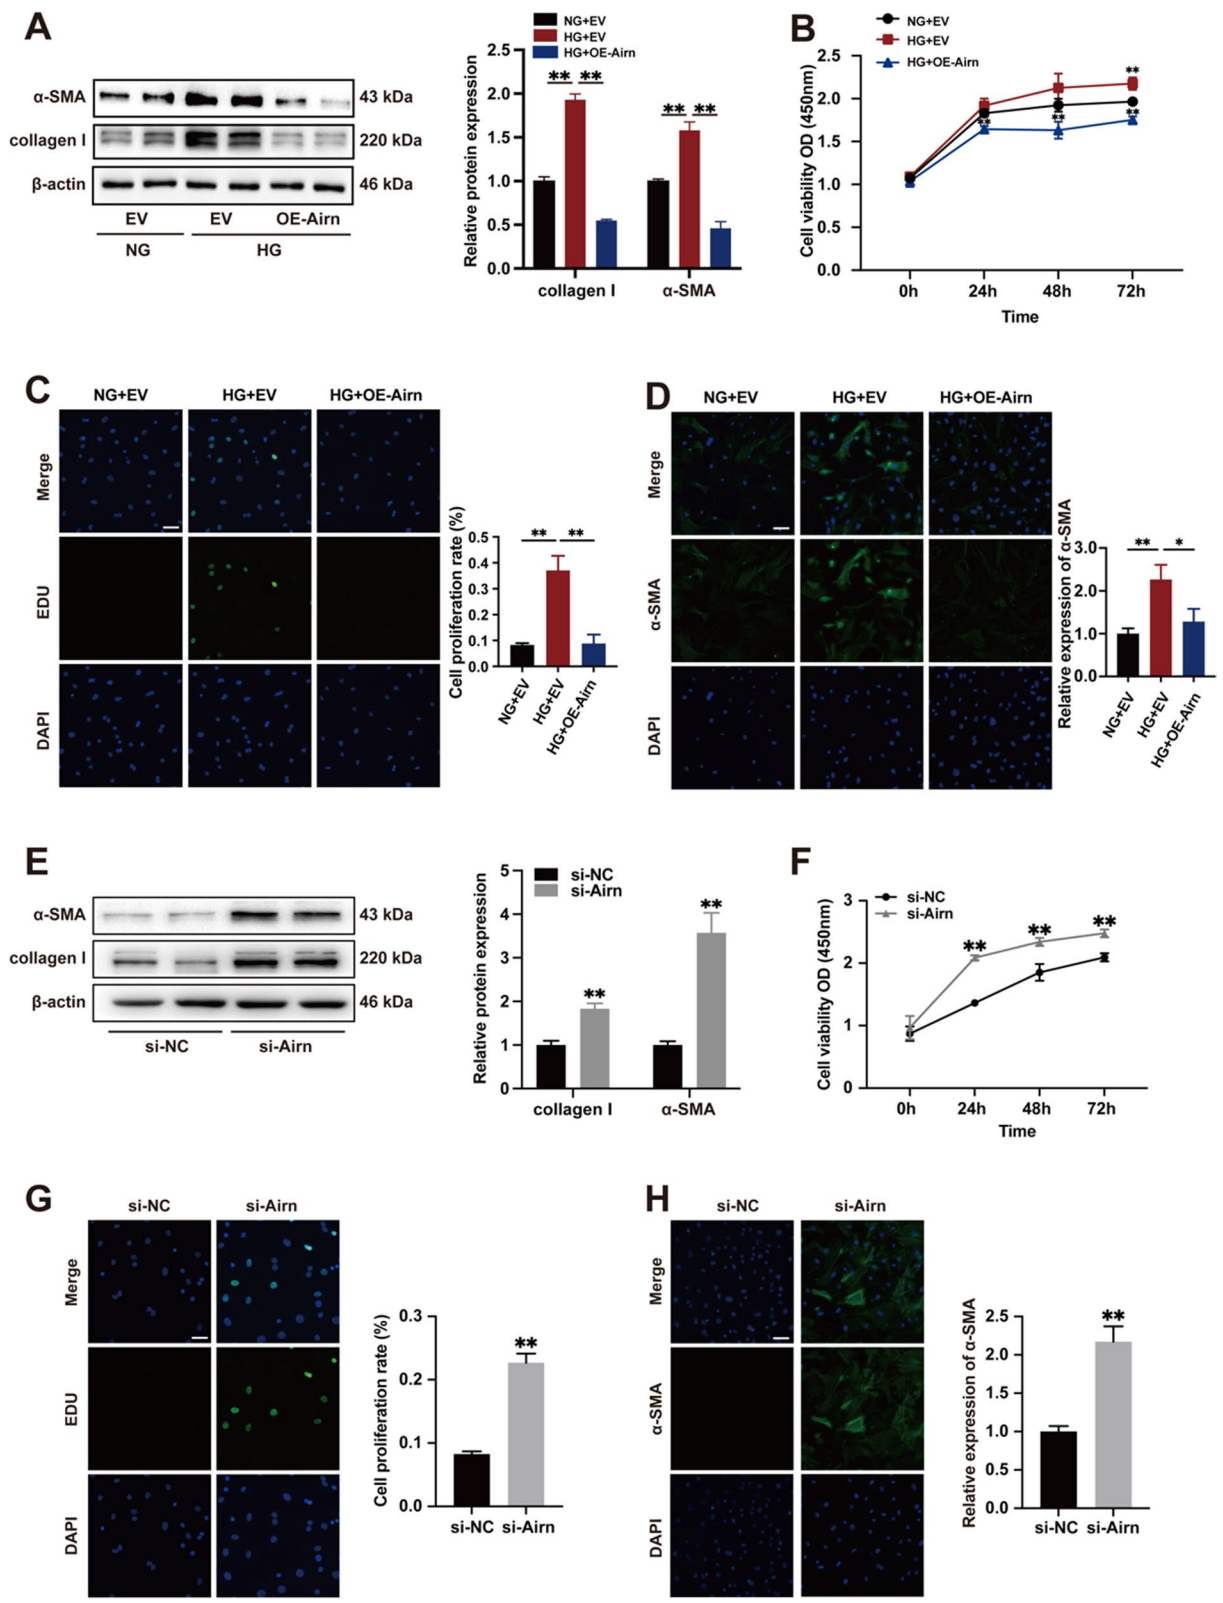 A
α-SMA
43 kDa
collagen I
220 kDa
β-actin
46 kDa
EV
EV
OE-Airn
NG
HG
NG+EV
HG+EV
HG+OE-Airn
Relative protein expression
2.5
2.0
1.5
1.0
0.5
0.0
** **
** **
collagen I
α-SMA
B
NG+EV
HG+EV
HG+OE-Airn
Cell viability OD (450nm)
2.5
2.0
1.5
1.0
0.5
0.0
**
**
**
**
0h
24h
48h
72h
Time
C
NG+EV
HG+EV
HG+OE-Airn
Merge
EDU
DAPI
Cell proliferation rate (%)
0.5
0.4
0.3
0.2
0.1
0.0
** **
NG+EV
HG+EV
HG+OE-Airn
D
NG+EV
HG+EV
HG+OE-Airn
Merge
α-SMA
DAPI
Relative expression of α-SMA
3.0
2.0
1.0
0.0
** *
NG+EV
HG+EV
HG+OE-Airn
E
α-SMA
43 kDa
collagen I
220 kDa
β-actin
46 kDa
si-NC
si-Airn
si-NC
si-Airn
Relative protein expression
5
4
3
2
1
0
**
**
collagen I
α-SMA
F
si-NC
si-Airn
Cell viability OD (450nm)
3
2
1
0
**
**
**
0h
24h
48h
72h
Time
G
si-NC
si-Airn
Merge
EDU
DAPI
Cell proliferation rate (%)
0.3
0.2
0.1
0.0
**
si-NC
si-Airn
H
si-NC
si-Airn
Merge
α-SMA
DAPI
Relative expression of α-SMA
2.5
2.0
1.5
1.0
0.5
0.0
**
si-NC
si-Airn